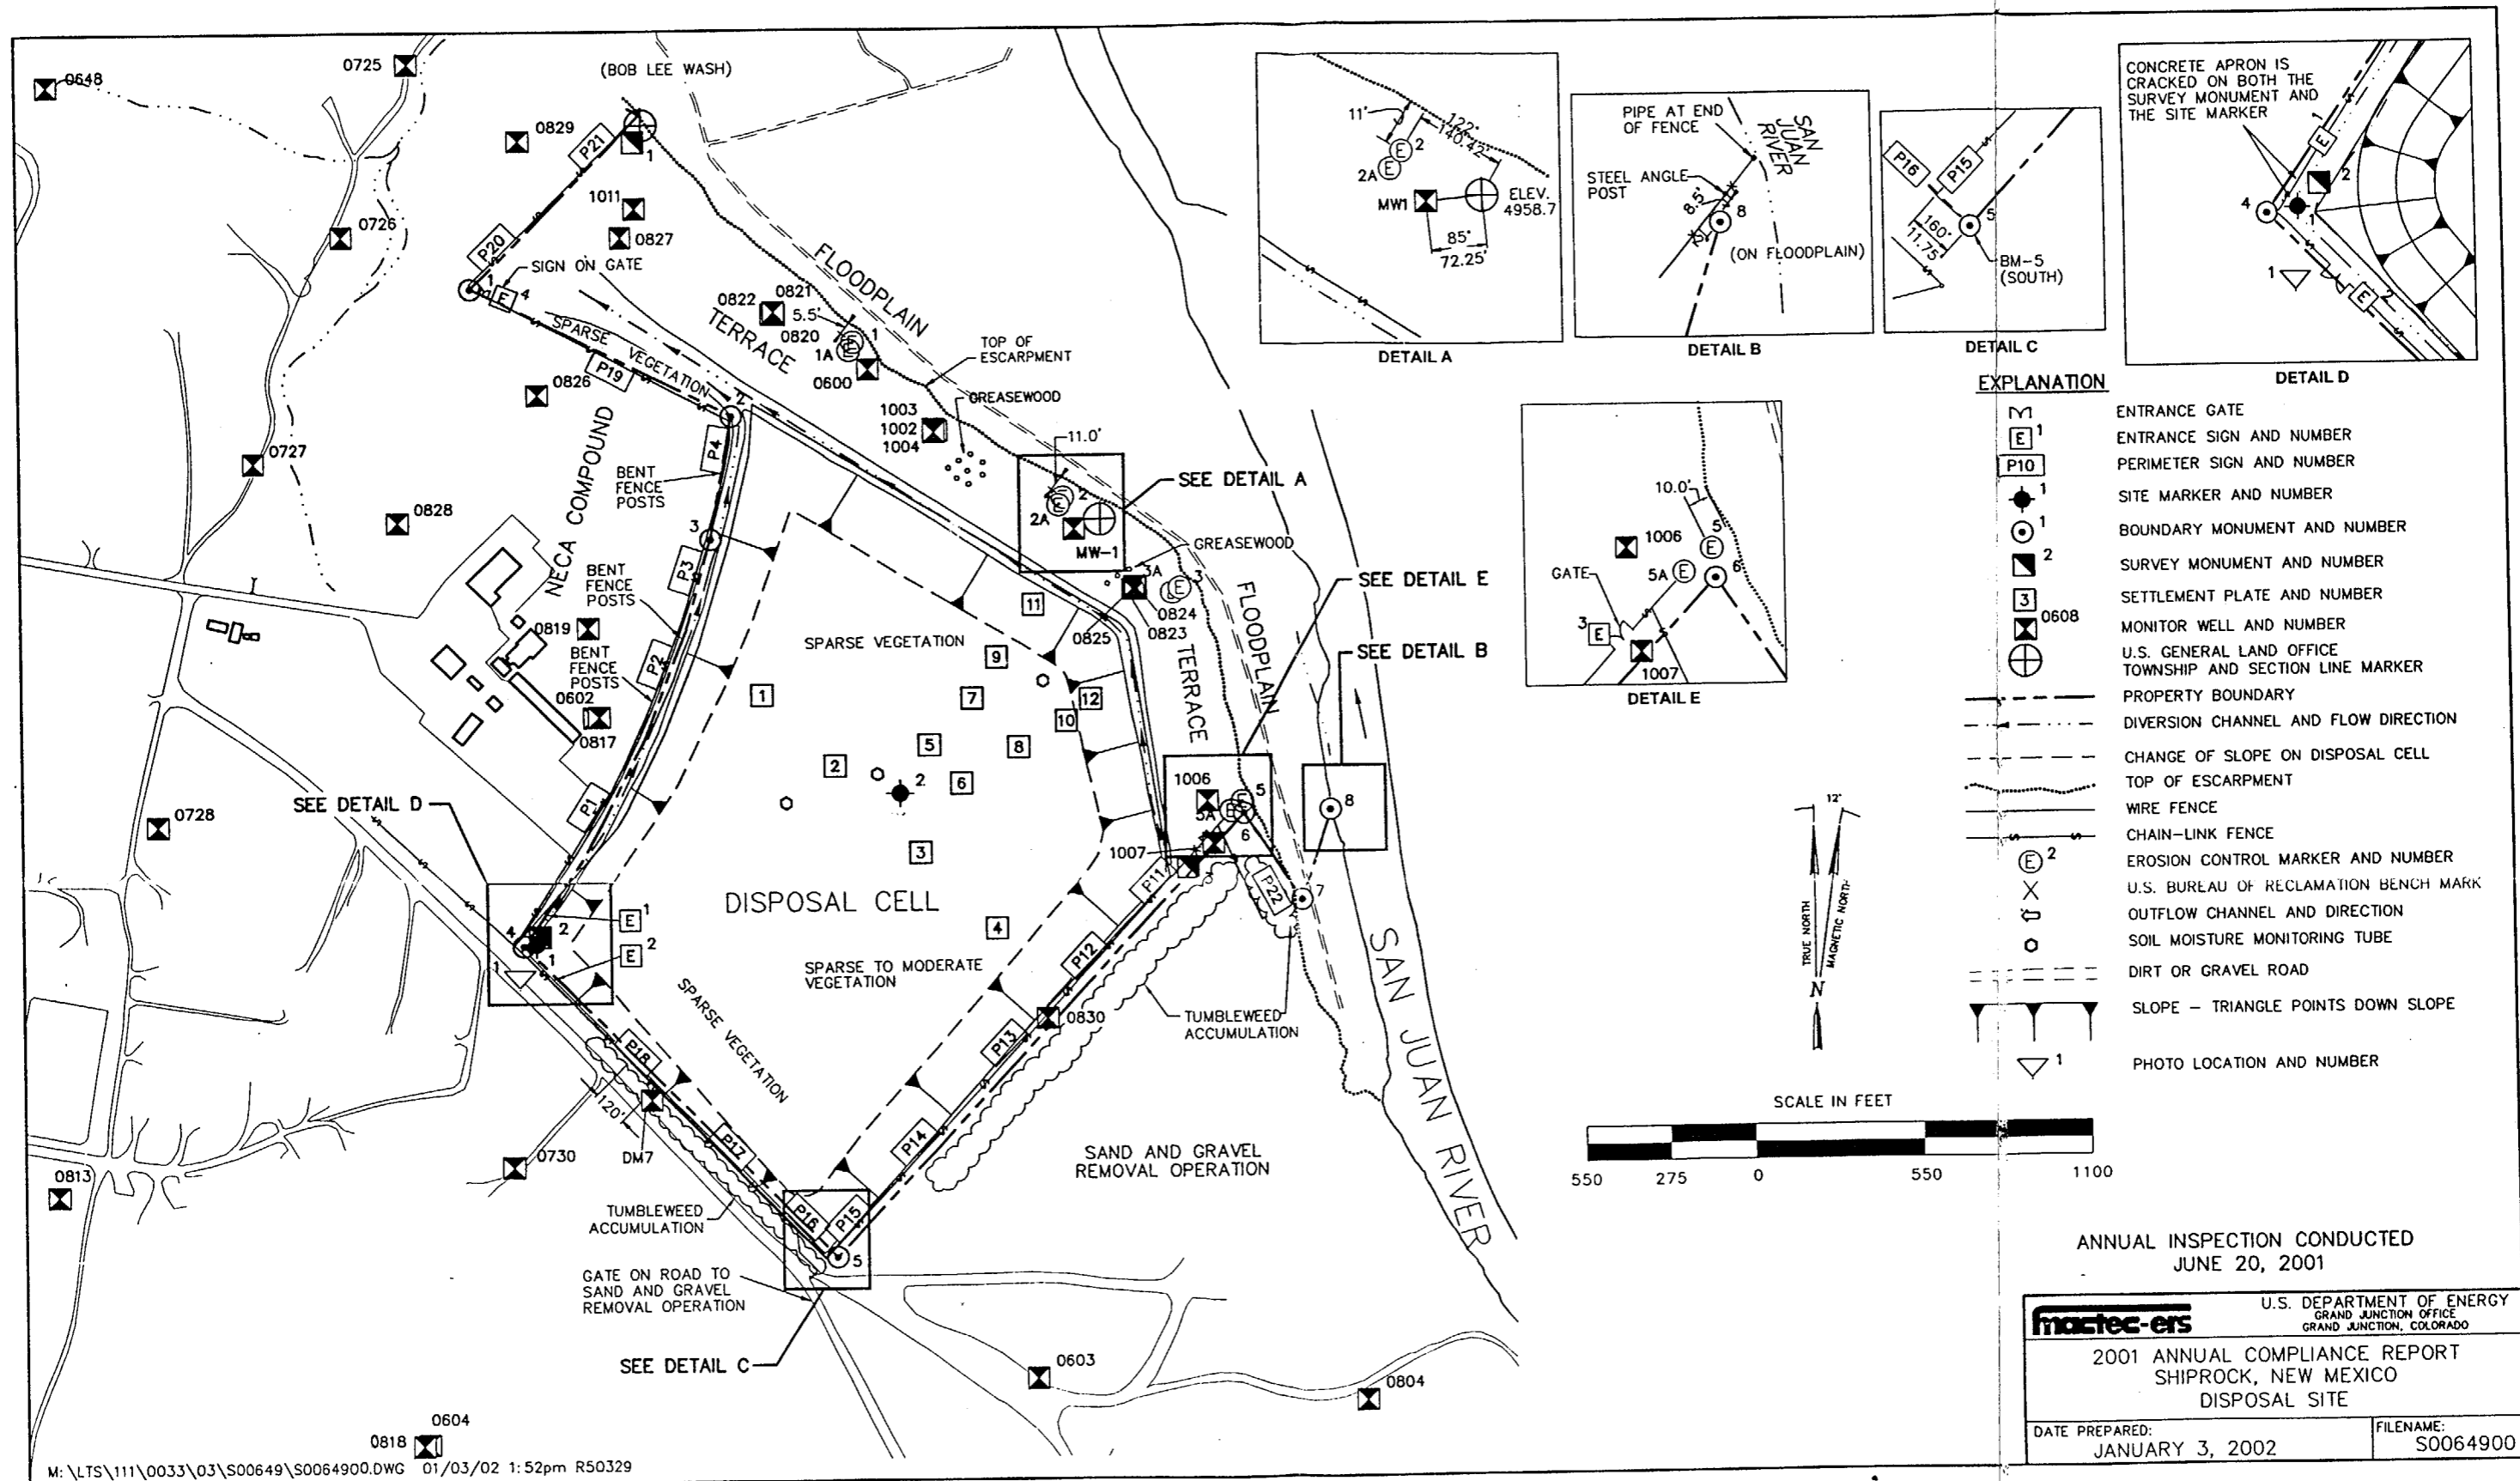 0725
0648
(BOB LEE WASH)
0829
P21
1
1011
0827
0726
P20
SIGN ON GATE
1
E 4
SPARSE VEGETATION
P19
0826
FLOODPLAIN
TERRACE
0822
0821
5.5'
0820
1
1A
E
0600
TOP OF
ESCARPMENT
GREASEWOOD
1003
1002
1004
2
P4
BENT
FENCE
POSTS
0727
NECA COMPOUND
0828
3
P3
BENT
FENCE
POSTS
0819
P2
BENT
FENCE
POSTS
0602
0817
P1
11.0'
SEE DETAIL A
2
E
2A
MW-1
GREASEWOOD
3A
E
3
0824
0823
0825
FLOODPLAIN
TERRACE
SEE DETAIL E
SEE DETAIL B
11
SPARSE VEGETATION
9
1
7
12
10
5
8
2
6
2
3
DISPOSAL CELL
4
SPARSE TO MODERATE
VEGETATION
SPARSE VEGETATION
1006
5
E
5A
6
8
1007
P11
P22
7
P12
0830
P13
TUMBLEWEED
ACCUMULATION
P14
SAN JUAN RIVER
SAND AND GRAVEL
REMOVAL OPERATION
SEE DETAIL D
0728
E 1
4
2
E 2
1
1
P18
120'
DM7
P17
0730
0813
TUMBLEWEED
ACCUMULATION
P16
P15
5
GATE ON ROAD TO
SAND AND GRAVEL
REMOVAL OPERATION
SEE DETAIL C
0603
0804
0604
0818
11'
122°
140.42'
E 2
2A E
MW1
ELEV.
4958.7
85°
72.25'
DETAIL A
PIPE AT END
OF FENCE
SAN
JUAN
RIVER
STEEL ANGLE
POST
8.5'
2'
8
(ON FLOODPLAIN)
DETAIL B
P16
P15
160°
11.75'
5
BM-5
(SOUTH)
DETAIL C
CONCRETE APRON IS
CRACKED ON BOTH THE
SURVEY MONUMENT AND
THE SITE MARKER
E 1
2
4
1
1
E 2
DETAIL D
10.0'
5
1006
E
5A E
6
GATE
3 E
1007
DETAIL E
EXPLANATION
ENTRANCE GATE
E 1 ENTRANCE SIGN AND NUMBER
P10 PERIMETER SIGN AND NUMBER
1 SITE MARKER AND NUMBER
1 BOUNDARY MONUMENT AND NUMBER
2 SURVEY MONUMENT AND NUMBER
3 SETTLEMENT PLATE AND NUMBER
0608 MONITOR WELL AND NUMBER
U.S. GENERAL LAND OFFICE
TOWNSHIP AND SECTION LINE MARKER
PROPERTY BOUNDARY
DIVERSION CHANNEL AND FLOW DIRECTION
CHANGE OF SLOPE ON DISPOSAL CELL
TOP OF ESCARPMENT
WIRE FENCE
CHAIN-LINK FENCE
E 2 EROSION CONTROL MARKER AND NUMBER
U.S. BUREAU OF RECLAMATION BENCH MARK
OUTFLOW CHANNEL AND DIRECTION
SOIL MOISTURE MONITORING TUBE
DIRT OR GRAVEL ROAD
SLOPE – TRIANGLE POINTS DOWN SLOPE
1 PHOTO LOCATION AND NUMBER
12°
TRUE NORTH
MAGNETIC NORTH
N
SCALE IN FEET
550 275 0 550 1100
ANNUAL INSPECTION CONDUCTED
JUNE 20, 2001
mactec-ers
U.S. DEPARTMENT OF ENERGY
GRAND JUNCTION OFFICE
GRAND JUNCTION, COLORADO
2001 ANNUAL COMPLIANCE REPORT
SHIPROCK, NEW MEXICO
DISPOSAL SITE
DATE PREPARED:
JANUARY 3, 2002
FILENAME:
S0064900
M:\LTS\111\0033\03\S00649\S0064900.DWG 01/03/02 1:52pm R50329